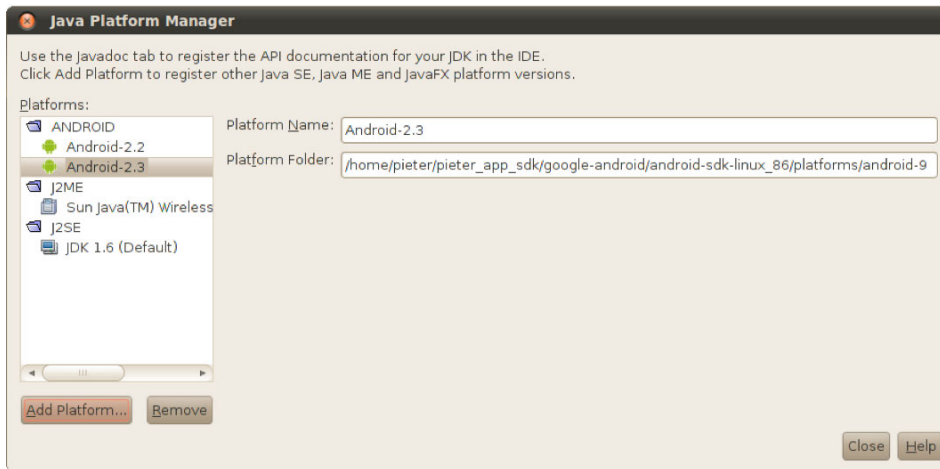 Java Platform Manager
Use the Javadoc tab to register the API documentation for your JDK in the IDE.
Click Add Platform to register other Java SE, Java ME and JavaFX platform versions.
Platforms:
ANDROID
Android-2.2
Android-2.3
J2ME
Sun Java(TM) Wireless
J2SE
JDK 1.6 (Default)
Platform Name: Android-2.3
Platform Folder: /home/pieter/pieter_app_sdk/google-android/android-sdk-linux_86/platforms/android-9
Add Platform... Remove
Close Help